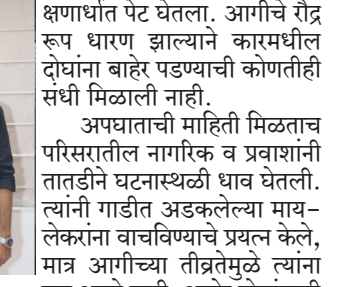 क्षणार्धात पेट घेतला. आगीचे रौद्र
रूप धारण झाल्याने कारमधील
दोघांना बाहेर पडण्याची कोणतीही
संधी मिळाली नाही.
अपघाताची माहिती मिळताच
परिसरातील नागरिक व प्रवाशांनी
तातडीने घटनास्थळी धाव घेतली.
त्यांनी गाडीत अडकलेल्या माय-
लेकरांना वाचविण्याचे प्रयत्न केले,
मात्र आगीच्या तीव्रतेमुळे त्यांना